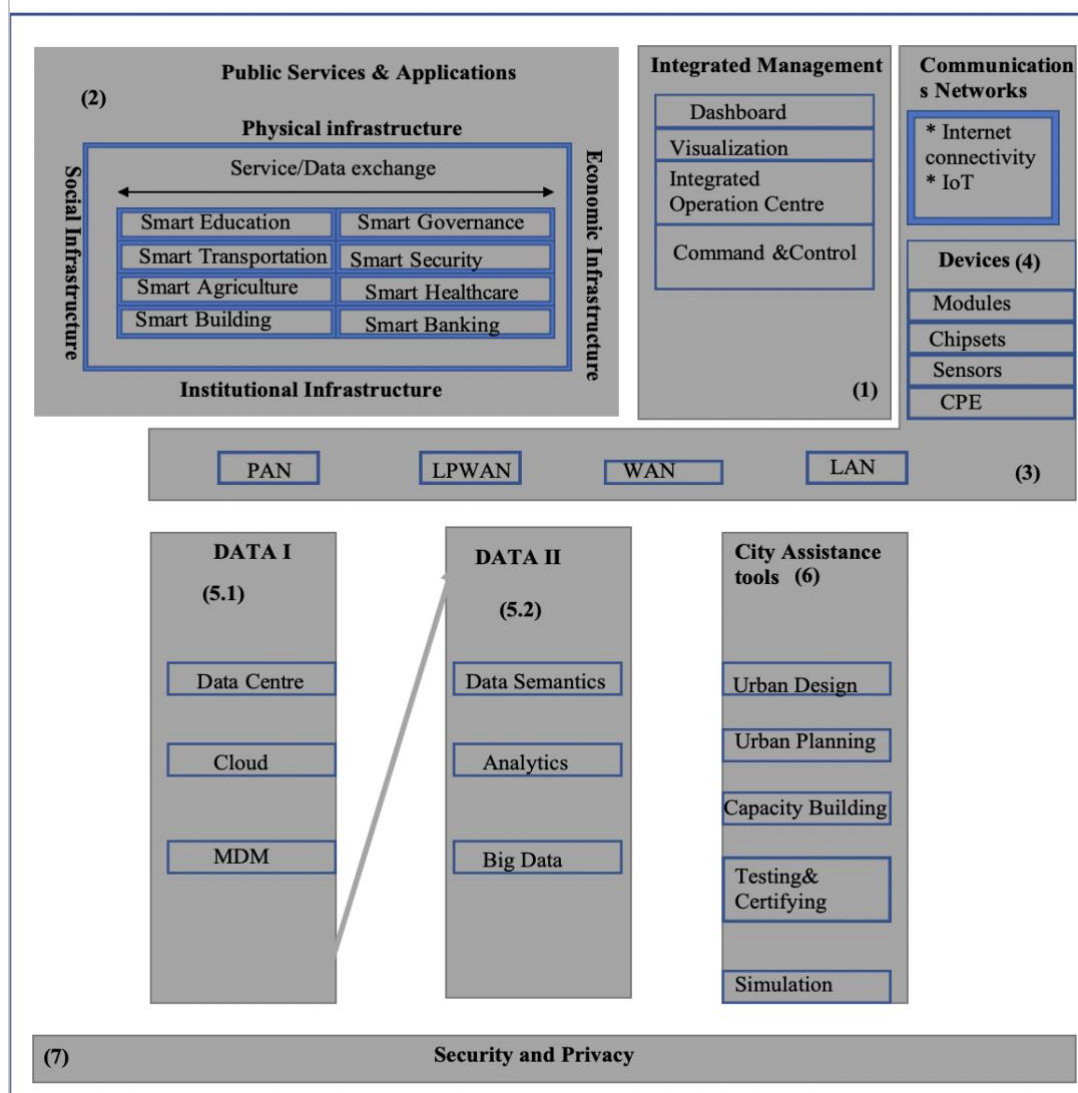 Public Services & Applications
(2)
Physical infrastructure
Social Infrastructure
Service/Data exchange
Economic Infrastructure
Smart Education
Smart Governance
Smart Transportation
Smart Security
Smart Agriculture
Smart Healthcare
Smart Building
Smart Banking
Institutional Infrastructure
Integrated Management
Dashboard
Visualization
Integrated
Operation Centre
Command &Control
(1)
Communication
s Networks
* Internet
connectivity
* IoT
Devices (4)
Modules
Chipsets
Sensors
CPE
PAN
LPWAN
WAN
LAN
(3)
DATA I
(5.1)
Data Centre
Cloud
MDM
DATA II
(5.2)
Data Semantics
Analytics
Big Data
City Assistance
tools (6)
Urban Design
Urban Planning
Capacity Building
Testing&
Certifying
Simulation
(7)
Security and Privacy